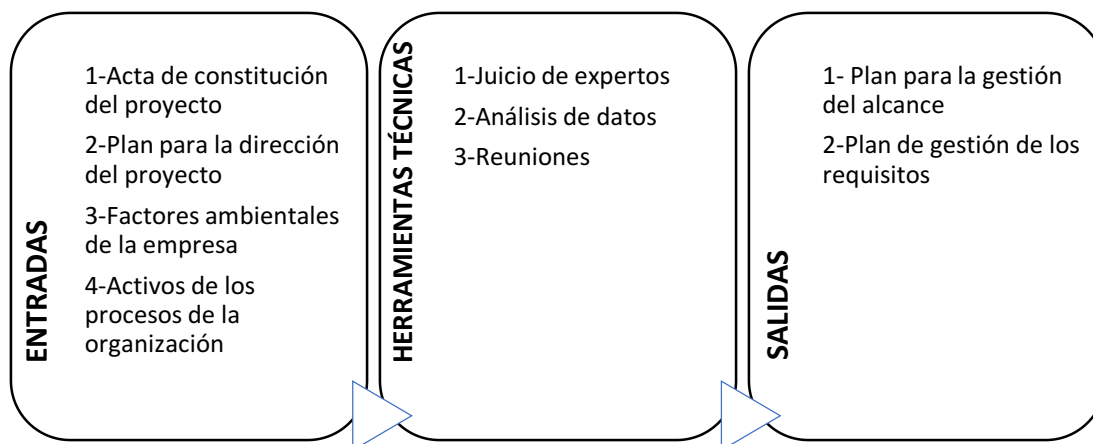 ENTRADAS
1-Acta de constitución
del proyecto
2-Plan para la dirección
del proyecto
3-Factores ambientales
de la empresa
4-Activos de los
procesos de la
organización
HERRAMIENTAS TÉCNICAS
1-Juicio de expertos
2-Análisis de datos
3-Reuniones
SALIDAS
1- Plan para la gestión
del alcance
2-Plan de gestión de los
requisitos